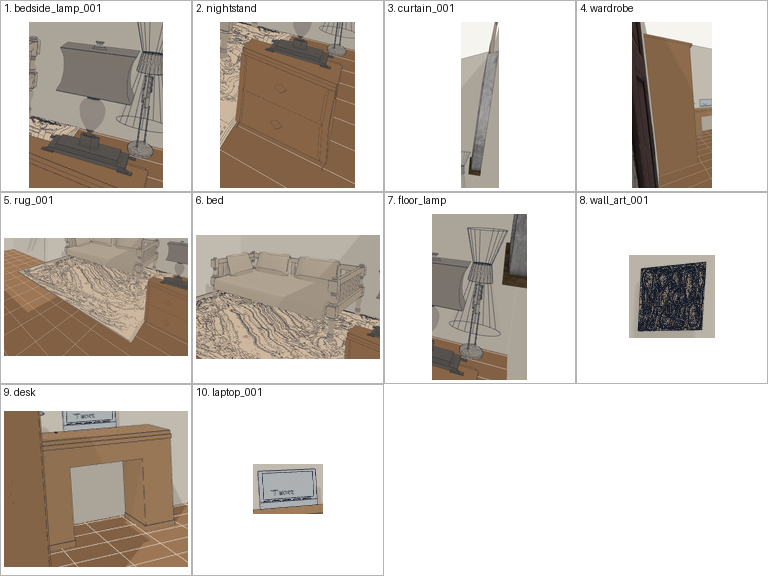 1. bedside_lamp_001
2. nightstand
3. curtain_001
4. wardrobe
5. rug_001
6. bed
7. floor_lamp
8. wall_art_001
9. desk
10. laptop_001